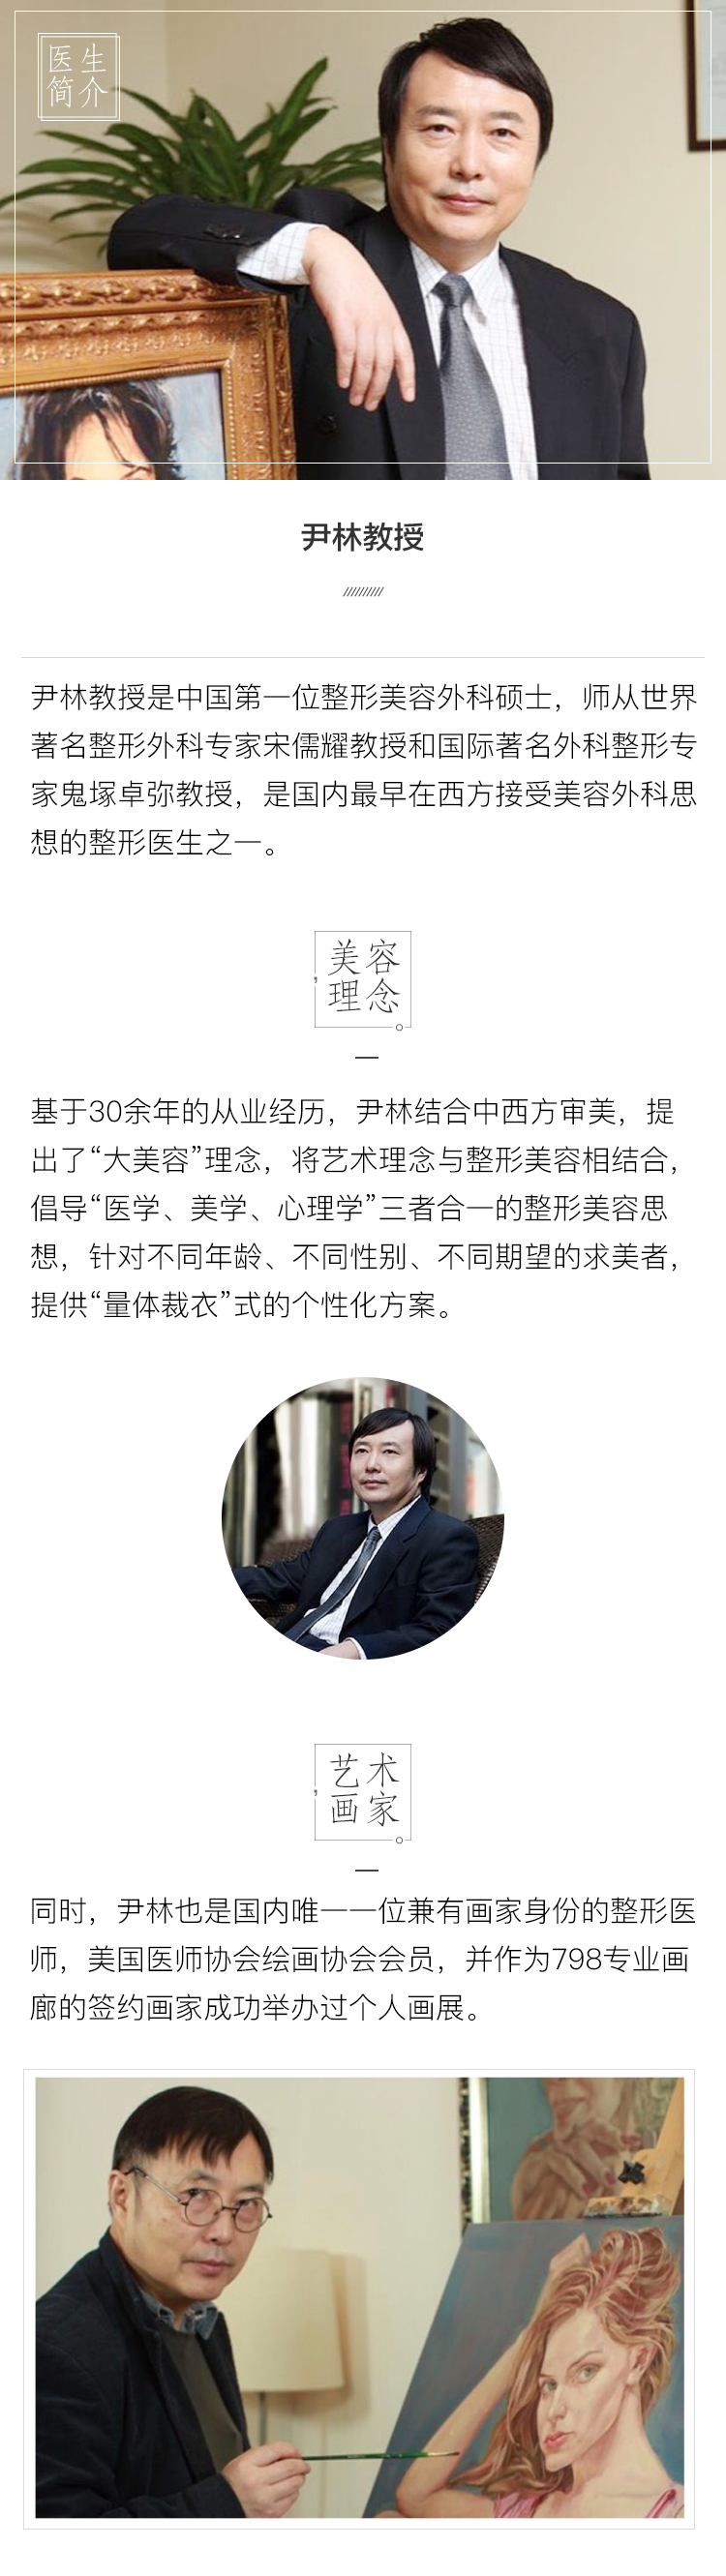 医生
简介
尹林教授
尹林教授是中国第一位整形美容外科硕士，师从世界
著名整形外科专家宋儒耀教授和国际著名外科整形专
家鬼塚卓弥教授，是国内最早在西方接受美容外科思
想的整形医生之一。
美容
理念
基于30余年的从业经历，尹林结合中西方审美，提
出了“大美容”理念，将艺术理念与整形美容相结合，
倡导“医学、美学、心理学”三者合一的整形美容思
想，针对不同年龄、不同性别、不同期望的求美者，
提供“量体裁衣”式的个性化方案。
艺术
画家
同时，尹林也是国内唯一一位兼有画家身份的整形医
师，美国医师协会绘画协会会员，并作为798专业画
廊的签约画家成功举办过个人画展。